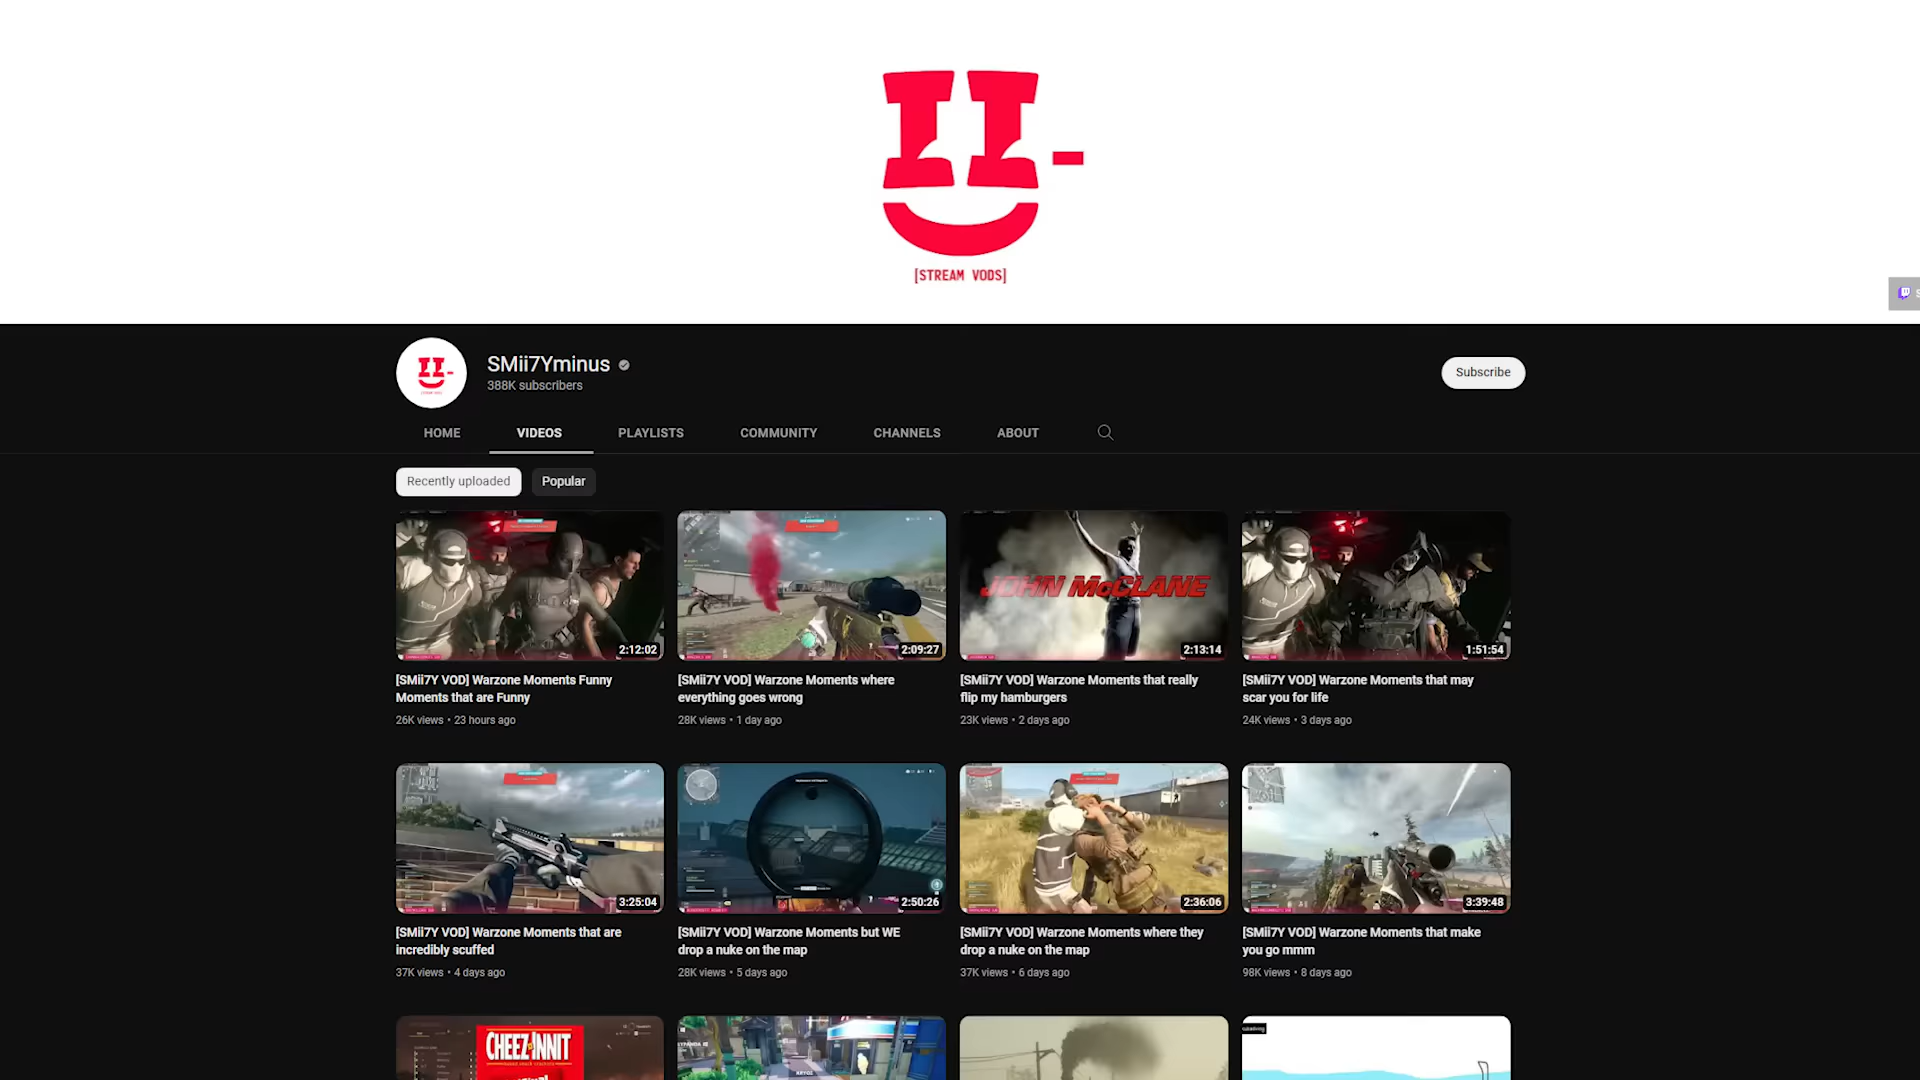 [STREAM VODS]
SMii7Yminus
388K subscribers
Subscribe
HOME
VIDEOS
PLAYLISTS
COMMUNITY
CHANNELS
ABOUT
Recently uploaded
Popular
2:12:02
2:09:27
JOHN McCLANE
2:13:14
1:51:54
[SMii7Y VOD] Warzone Moments Funny
Moments that are Funny
26K views • 23 hours ago
[SMii7Y VOD] Warzone Moments where
everything goes wrong
28K views • 1 day ago
[SMii7Y VOD] Warzone Moments that really
flip my hamburgers
23K views • 2 days ago
[SMii7Y VOD] Warzone Moments that may
scar you for life
24K views • 3 days ago
3:25:04
2:50:26
2:36:06
3:39:48
[SMii7Y VOD] Warzone Moments that are
incredibly scuffed
37K views • 4 days ago
[SMii7Y VOD] Warzone Moments but WE
drop a nuke on the map
28K views • 5 days ago
[SMii7Y VOD] Warzone Moments where they
drop a nuke on the map
37K views • 6 days ago
[SMii7Y VOD] Warzone Moments that make
you go mmm
98K views • 8 days ago
CHEEZ-INNIT